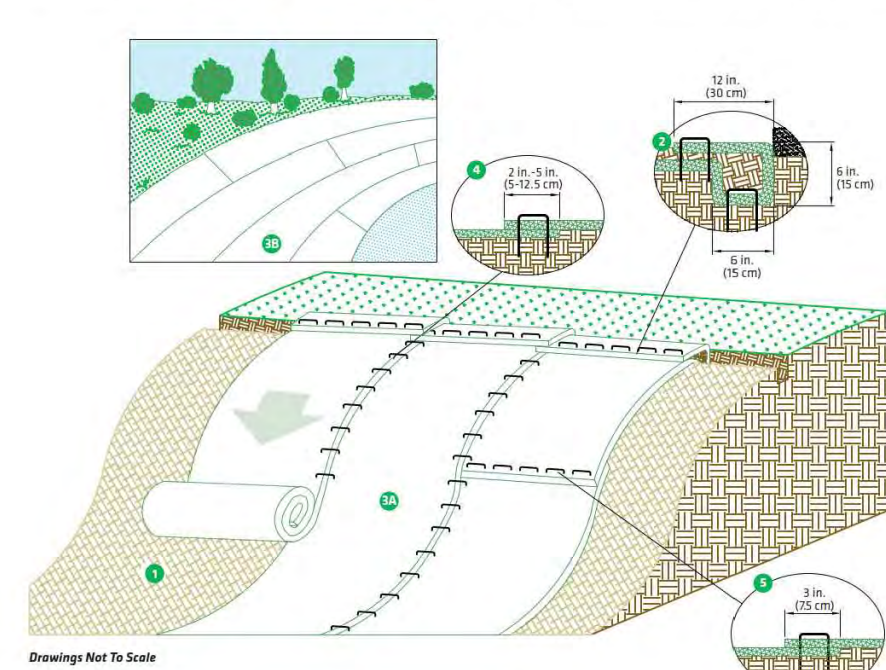 12 in.
(30 cm)
2
6 in.
(15 cm)
6 in.
(15 cm)
4
2 in.-5 in.
(5-12.5 cm)
3B
3A
1
5
3 in.
(7.5 cm)
Drawings Not To Scale